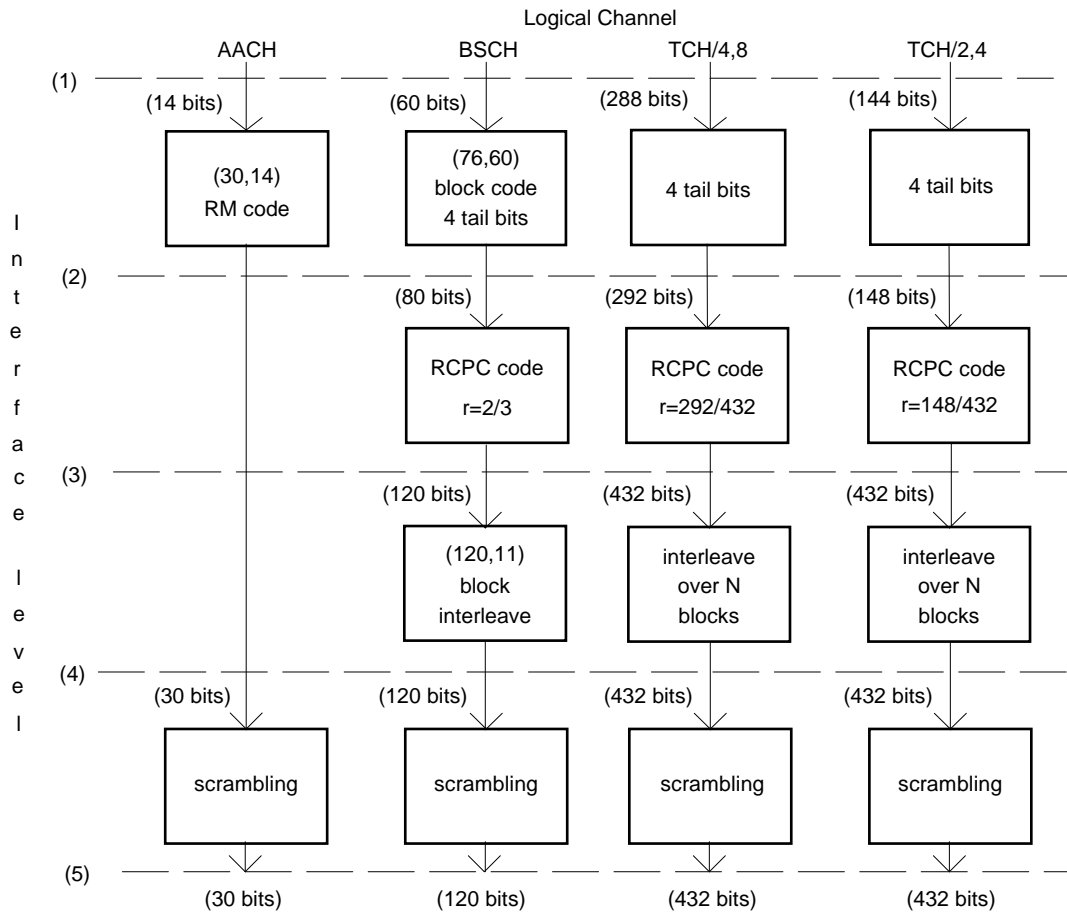 Logical Channel
AACH BSCH TCH/4,8 TCH/2,4
(1)
(14 bits) (60 bits) (288 bits) (144 bits)
(30,14)
RM code
(76,60)
block code
4 tail bits
4 tail bits
4 tail bits
(2)
(80 bits) (292 bits) (148 bits)
RCPC code
r=2/3
RCPC code
r=292/432
RCPC code
r=148/432
(3)
(120 bits) (432 bits) (432 bits)
(120,11)
block
interleave
interleave
over N
blocks
interleave
over N
blocks
(4)
(30 bits) (120 bits) (432 bits) (432 bits)
scrambling scrambling scrambling scrambling
(5)
(30 bits) (120 bits) (432 bits) (432 bits)
Interface level